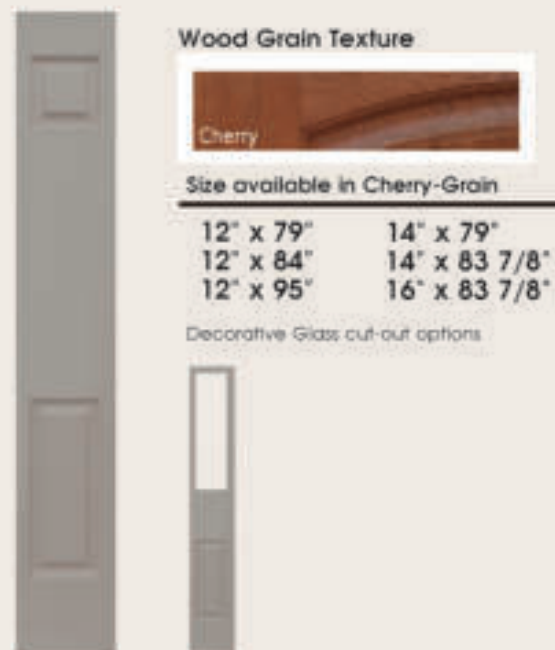 Wood Grain Texture
Cherry
Size available in Cherry-Grain
12" x 79" 14" x 79"
12" x 84" 14" x 83 7/8"
12" x 95" 16" x 83 7/8"
Decorative Glass cut-out options